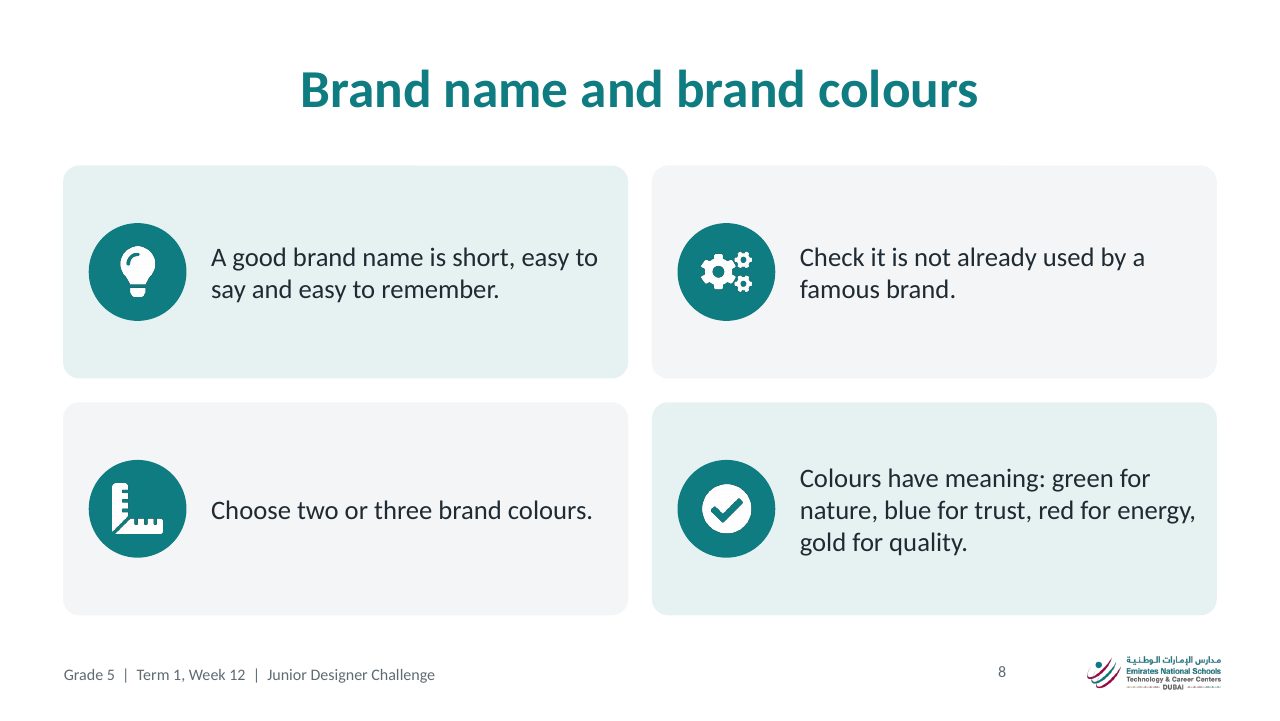 Brand name and brand colours
A good brand name is short, easy to
say and easy to remember.
Check it is not already used by a
famous brand.
Choose two or three brand colours.
Colours have meaning: green for
nature, blue for trust, red for energy,
gold for quality.
Grade 5 | Term 1, Week 12 | Junior Designer Challenge
8
مدارس الإمارات الوطنية
Emirates National Schools
Technology & Career Centers
DUBAI